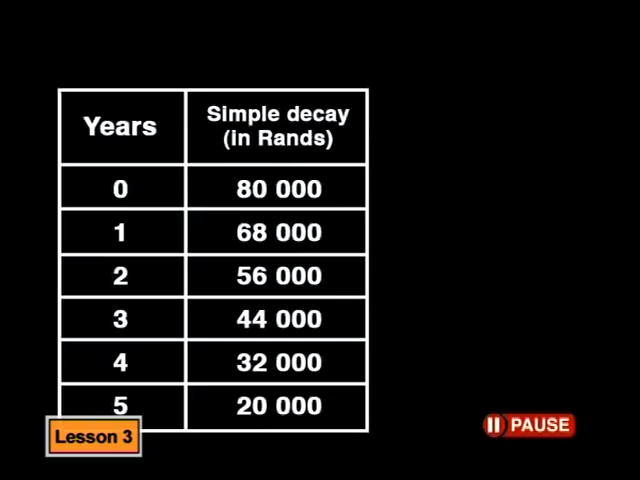 Years Simple decay
(in Rands)
0 80 000
1 68 000
2 56 000
3 44 000
4 32 000
5 20 000
Lesson 3
PAUSE